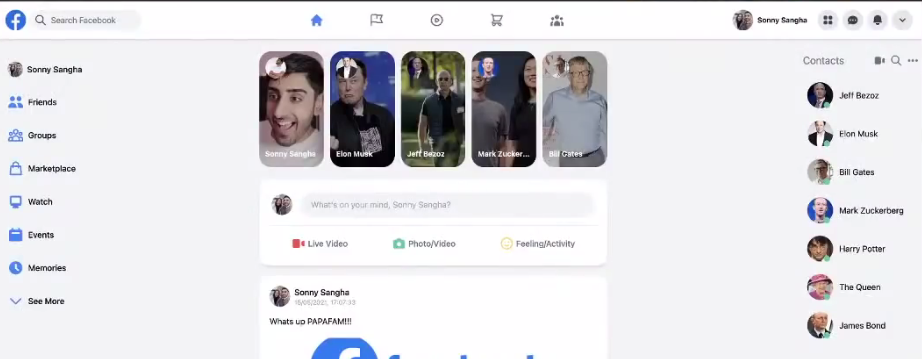 Search Facebook
Sonny Sangha
Sonny Sangha
Friends
Groups
Marketplace
Watch
Events
Memories
See More
Sonny Sangha
Elon Musk
Jeff Bezoz
Mark Zucker...
Bill Gates
What's on your mind, Sonny Sangha?
Live Video
Photo/Video
Feeling/Activity
Sonny Sangha
15/05/2021, 17:07:33
Whats up PAPAFAM!!!
Contacts
Jeff Bezoz
Elon Musk
Bill Gates
Mark Zuckerberg
Harry Potter
The Queen
James Bond